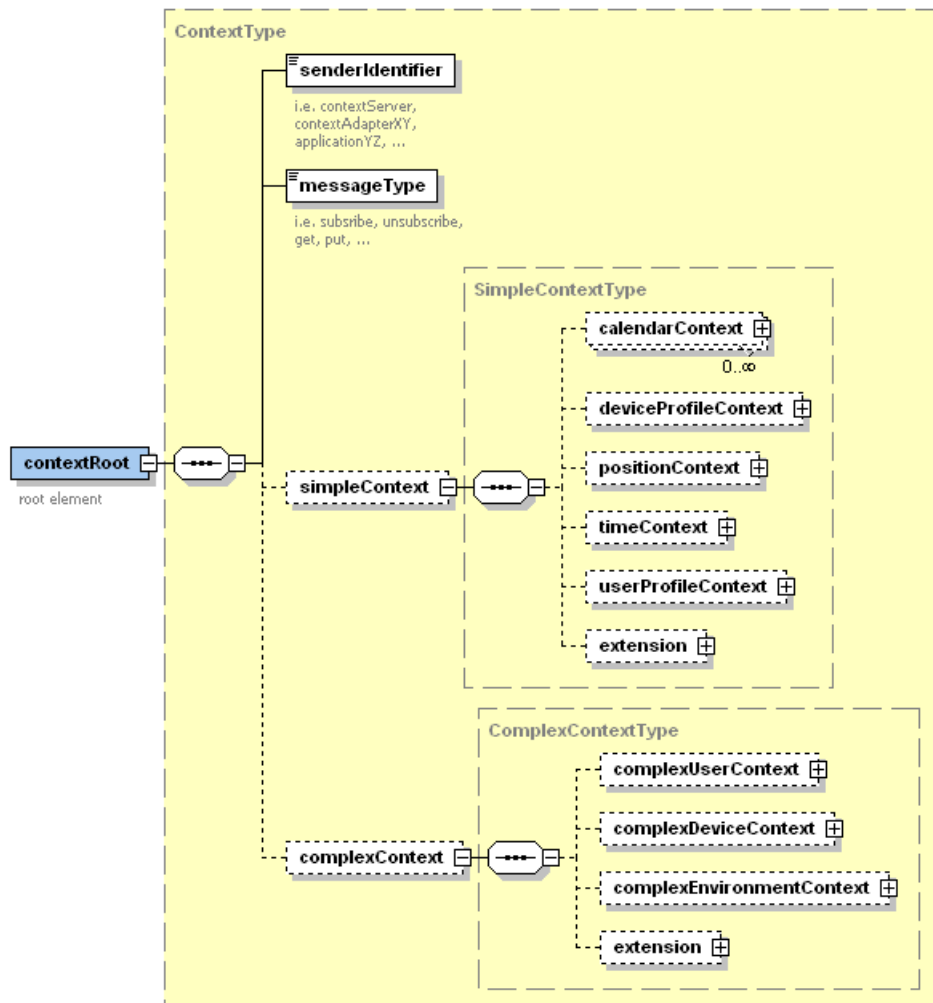 ContextType
senderIdentifier
i.e. contextServer,
contextAdapterXY,
applicationYZ, ...
messageType
i.e. subsribe, unsubscribe,
get, put, ...
SimpleContextType
calendarContext
0..∞
deviceProfileContext
contextRoot
root element
simpleContext
positionContext
timeContext
userProfileContext
extension
ComplexContextType
complexUserContext
complexDeviceContext
complexContext
complexEnvironmentContext
extension